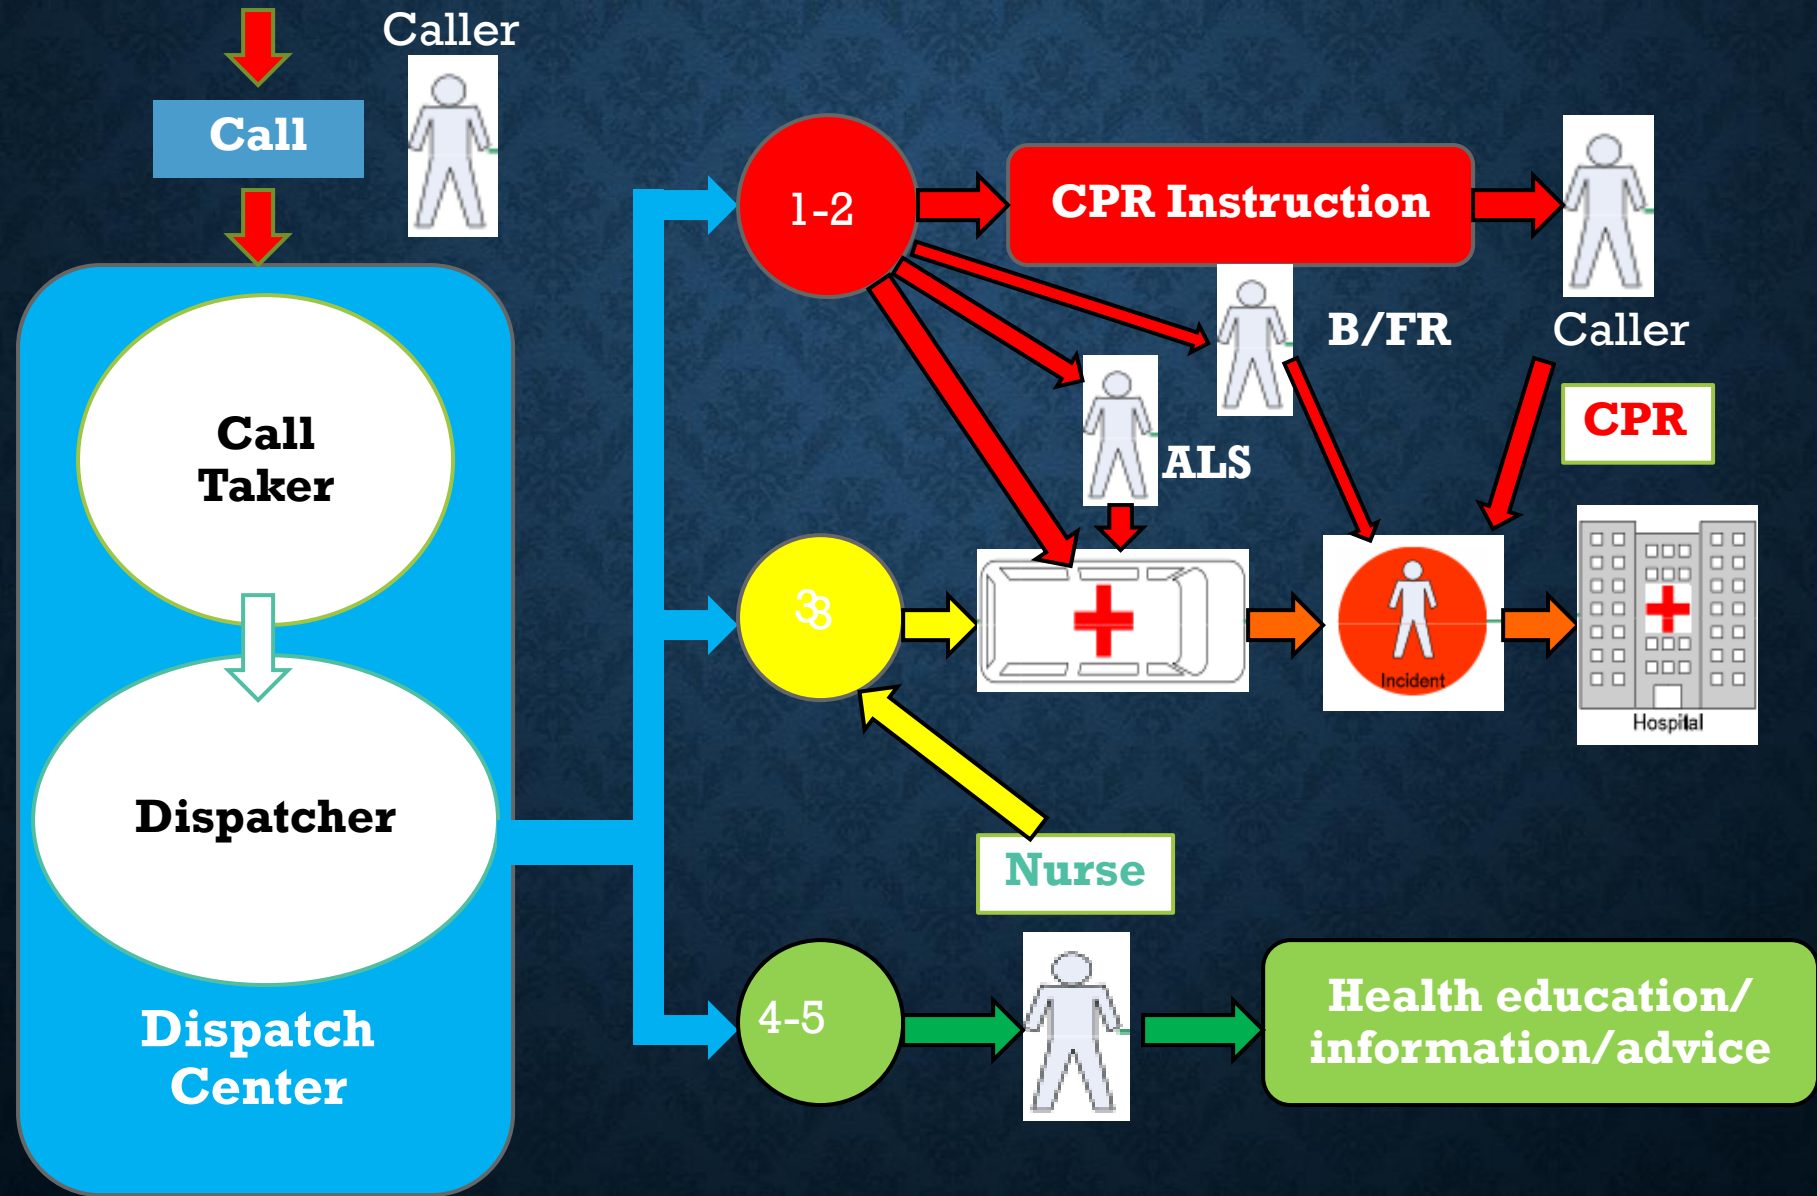 Caller
Call
Call
Taker
Dispatcher
Dispatch
Center
1-2
CPR Instruction
B/FR
Caller
ALS
CPR
33
Incident
Hospital
Nurse
4-5
Health education/
information/advice